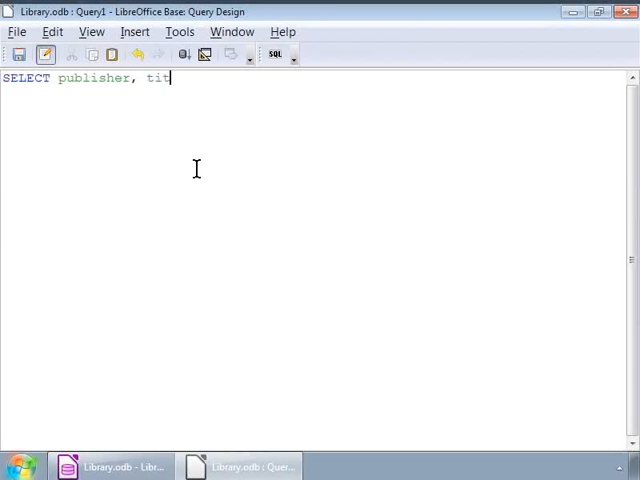 Library.odb : Query1 - LibreOffice Base: Query Design
File Edit View Insert Tools Window Help
SQL
SELECT publisher, tit
Library.odb - Libr... Library.odb : Quer...